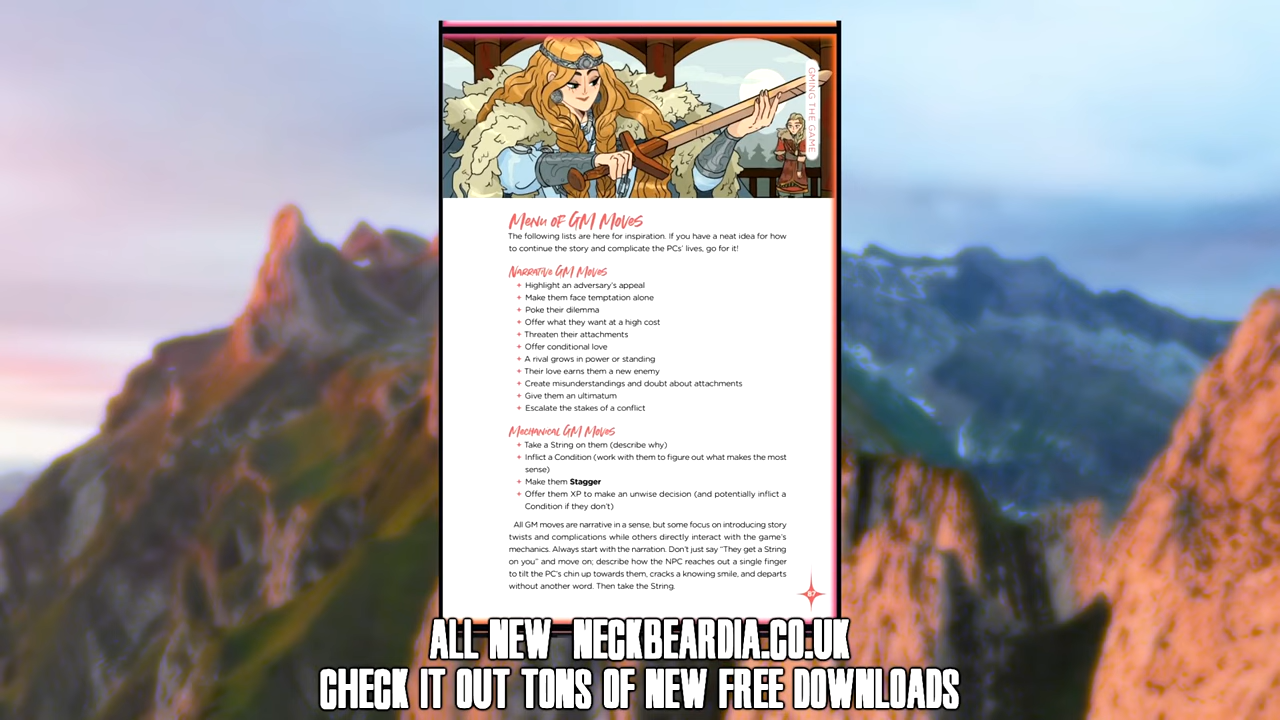 GMING THE GAME
Menu of GM Moves
The following lists are here for inspiration. If you have a neat idea for how
to continue the story and complicate the PCs' lives, go for it!
Narrative GM Moves
+ Highlight an adversary's appeal
+ Make them face temptation alone
+ Poke their dilemma
+ Offer what they want at a high cost
+ Threaten their attachments
+ Offer conditional love
+ A rival grows in power or standing
+ Their love earns them a new enemy
+ Create misunderstandings and doubt about attachments
+ Give them an ultimatum
+ Escalate the stakes of a conflict
Mechanical GM Moves
+ Take a String on them (describe why)
+ Inflict a Condition (work with them to figure out what makes the most
sense)
+ Make them Stagger
+ Offer them XP to make an unwise decision (and potentially inflict a
Condition if they don't)
All GM moves are narrative in a sense, but some focus on introducing story
twists and complications while others directly interact with the game's
mechanics. Always start with the narration. Don't just say "They get a String
on you" and move on; describe how the NPC reaches out a single finger
to tilt the PC's chin up towards them, cracks a knowing smile, and departs
without another word. Then take the String.
ALL NEW NECKBEARDIA.CO.UK
CHECK IT OUT TONS OF NEW FREE DOWNLOADS